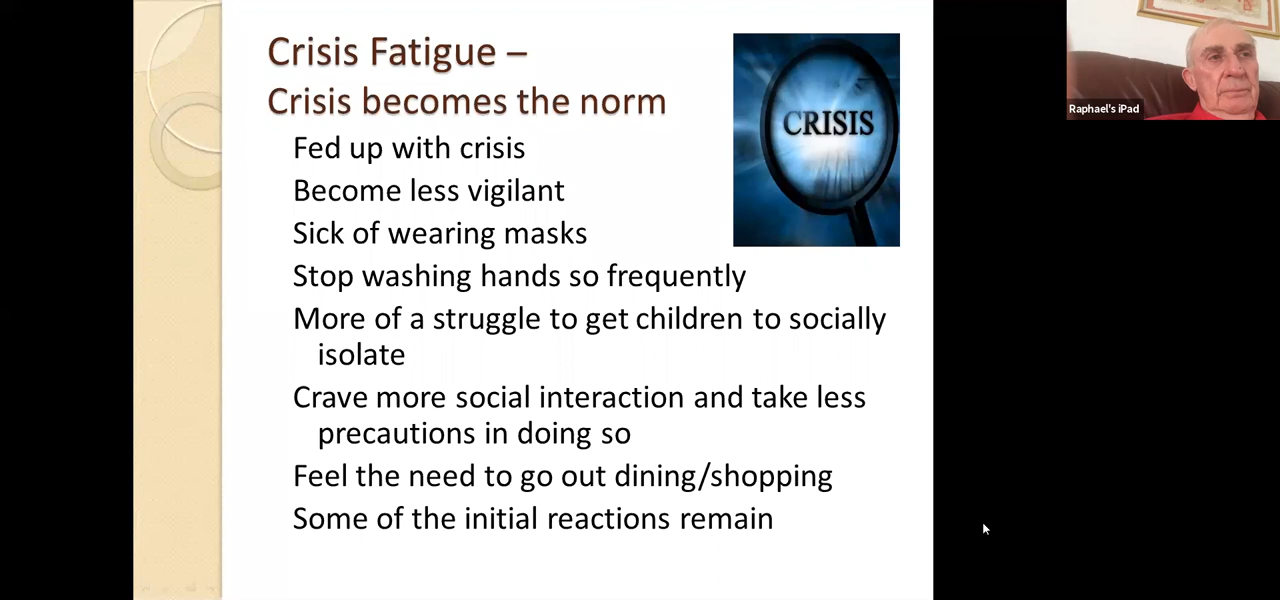 Crisis Fatigue –
Crisis becomes the norm
Fed up with crisis
Become less vigilant
Sick of wearing masks
Stop washing hands so frequently
More of a struggle to get children to socially
isolate
Crave more social interaction and take less
precautions in doing so
Feel the need to go out dining/shopping
Some of the initial reactions remain
CRISIS
Raphael's iPad